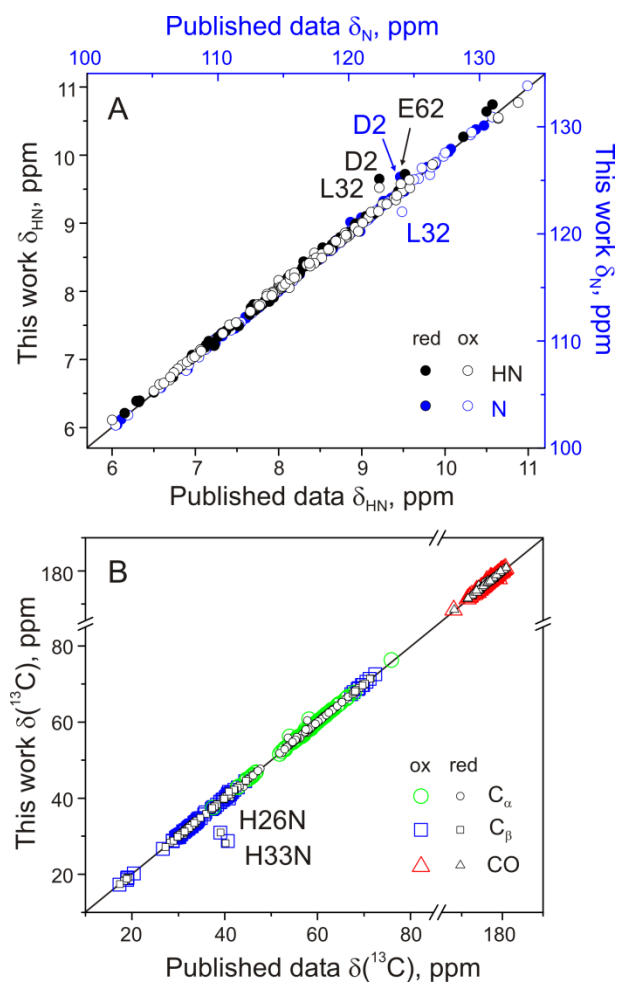 Published data δN, ppm
100 110 120 130
A
11
10
9
8
7
6
This work δHN, ppm
E62
D2
D2
L32
L32
130
120
110
100
This work δN, ppm
red ox
HN
N
6 7 8 9 10 11
Published data δHN, ppm
B
180
80
60
40
20
This work δ(¹³C), ppm
H26N
H33N
ox red
Cα
Cβ
CO
20 40 60 80 180
Published data δ(¹³C), ppm